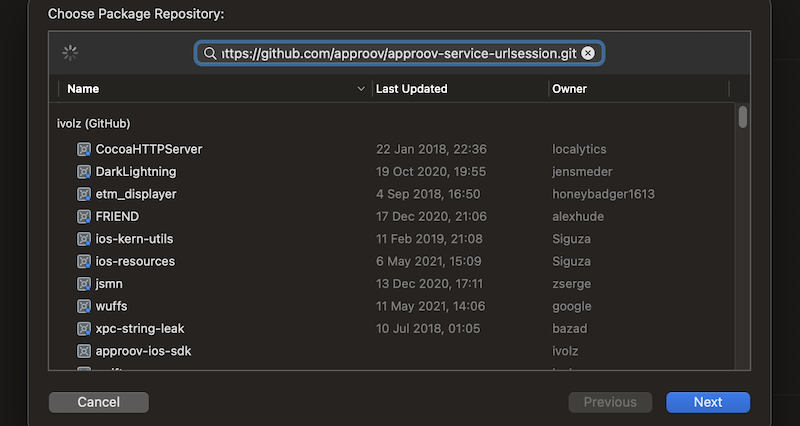 Choose Package Repository:
ttps://github.com/approov/approov-service-urlsession.git
Name Last Updated Owner
ivolz (GitHub)
CocoaHTTPServer 22 Jan 2018, 22:36 localytics
DarkLightning 19 Oct 2020, 19:55 jensmeder
etm_displayer 4 Sep 2018, 16:50 honeybadger1613
FRIEND 17 Dec 2020, 21:06 alexhude
ios-kern-utils 11 Feb 2019, 21:08 Siguza
ios-resources 6 May 2021, 15:09 Siguza
jsmn 13 Dec 2020, 17:11 zserge
wuffs 11 May 2021, 14:06 google
xpc-string-leak 10 Jul 2018, 01:05 bazad
approov-ios-sdk ivolz
Cancel Previous Next